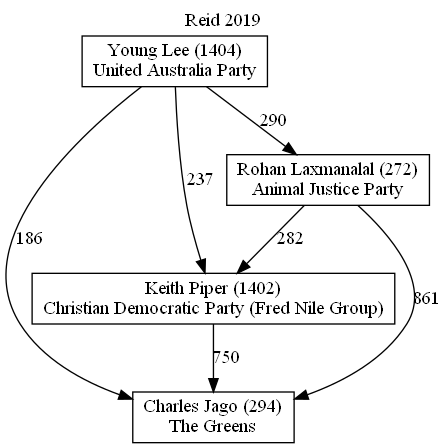 Reid 2019
Young Lee (1404)
United Australia Party
290
Rohan Laxmanalal (272)
Animal Justice Party
237
186
282
Keith Piper (1402)
Christian Democratic Party (Fred Nile Group)
861
750
Charles Jago (294)
The Greens